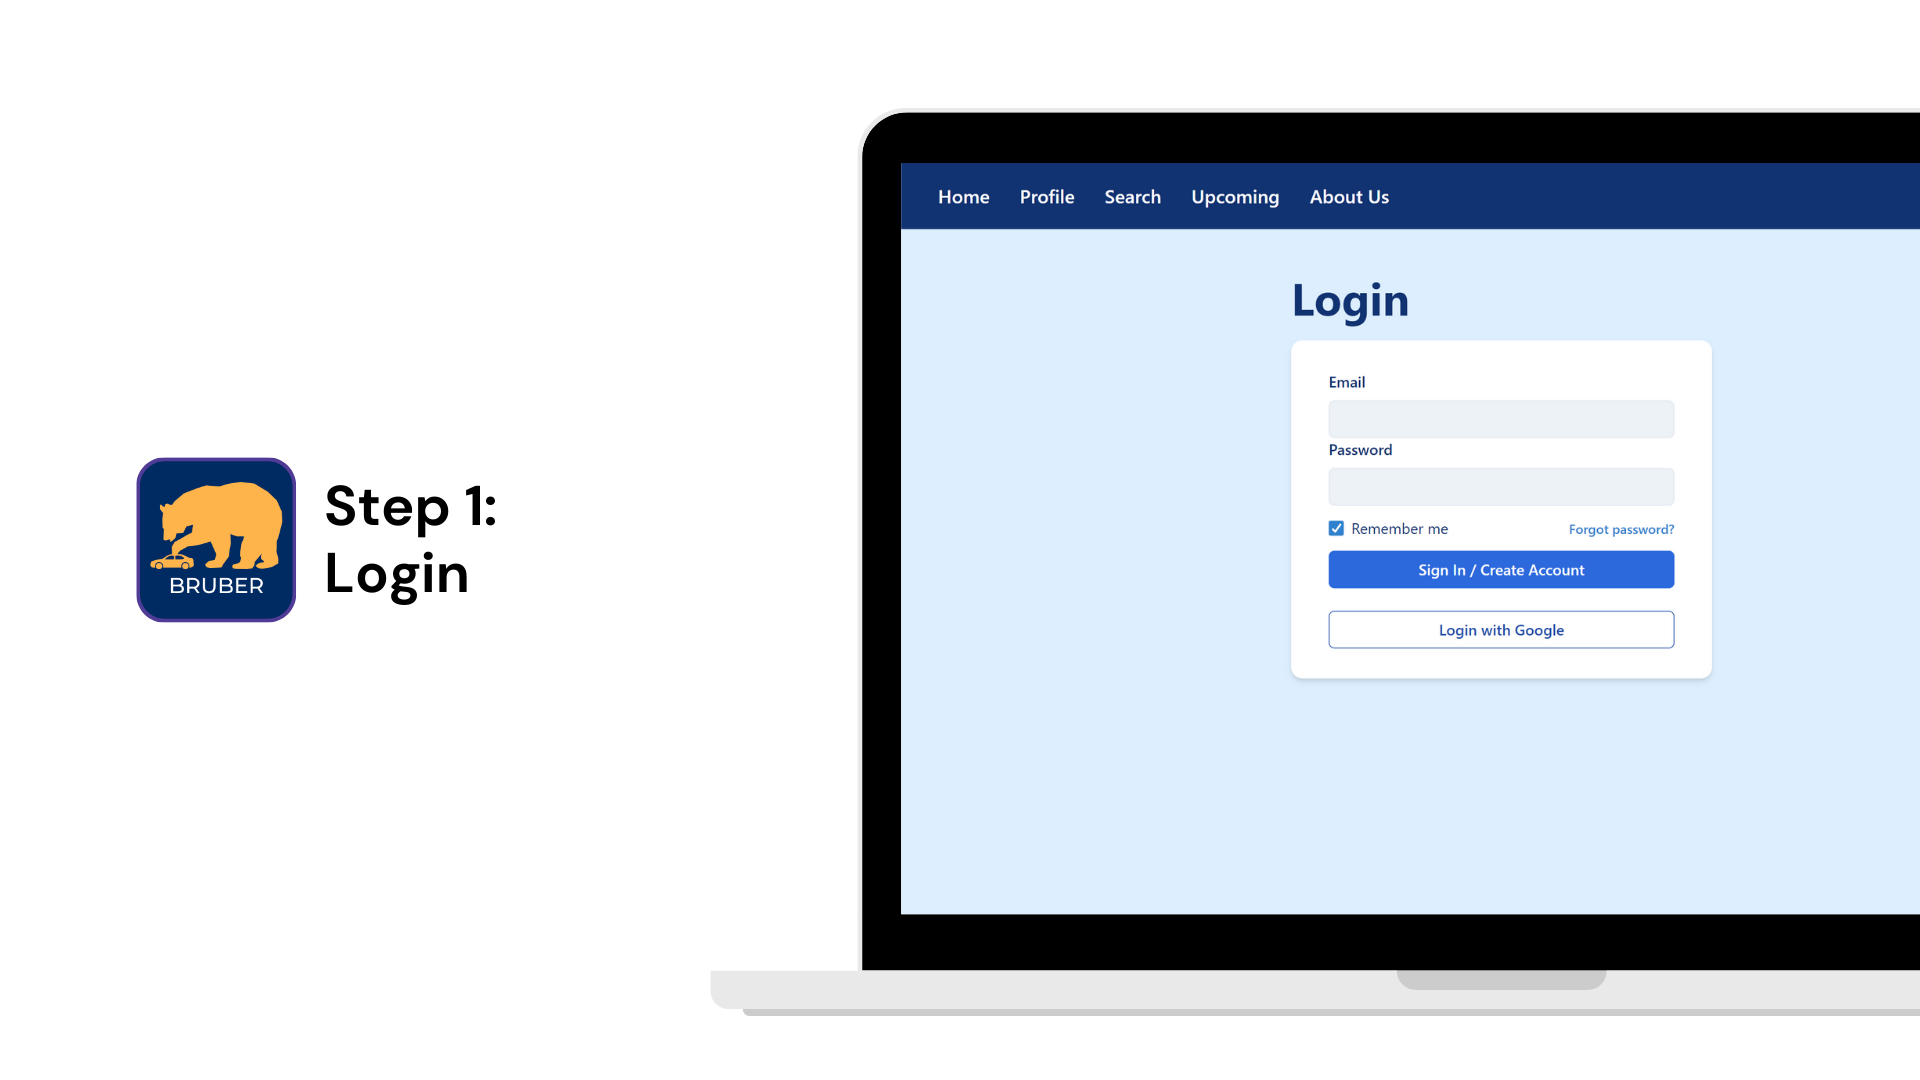 BRUBER
Step 1:
Login
Home Profile Search Upcoming About Us
Login
Email
Password
Remember me Forgot password?
Sign In / Create Account
Login with Google